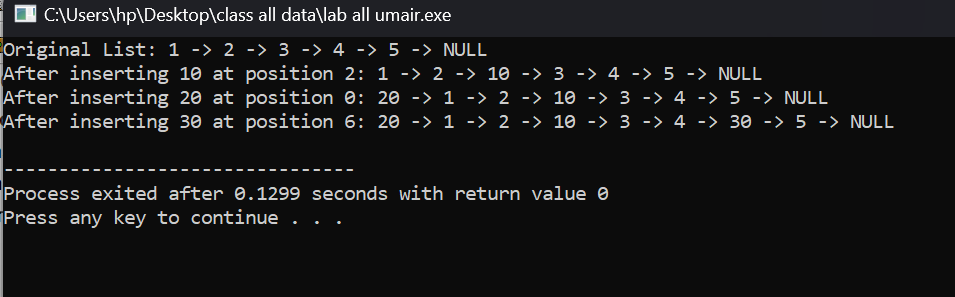 C:\Users\hp\Desktop\class all data\lab all umair.exe
Original List: 1 -> 2 -> 3 -> 4 -> 5 -> NULL
After inserting 10 at position 2: 1 -> 2 -> 10 -> 3 -> 4 -> 5 -> NULL
After inserting 20 at position 0: 20 -> 1 -> 2 -> 10 -> 3 -> 4 -> 5 -> NULL
After inserting 30 at position 6: 20 -> 1 -> 2 -> 10 -> 3 -> 4 -> 30 -> 5 -> NULL
--------------------------------
Process exited after 0.1299 seconds with return value 0
Press any key to continue . . .